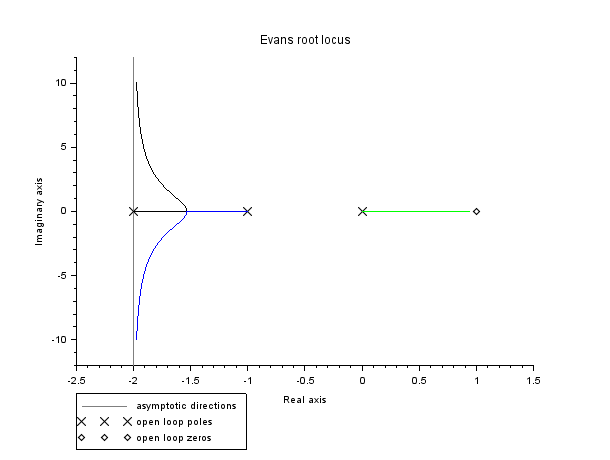 Evans root locus
Imaginary axis
10
5
0
-5
-10
-2.5 -2 -1.5 -1 -0.5 0 0.5 1 1.5
Real axis
asymptotic directions
open loop poles
open loop zeros